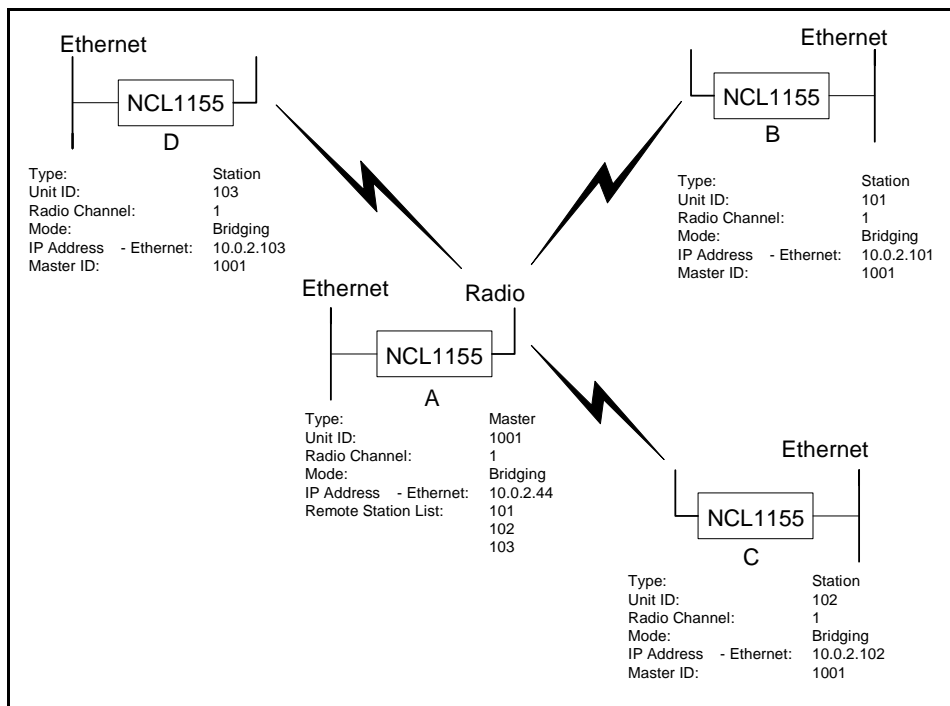 Ethernet
NCL1155
D
Type: Station
Unit ID: 103
Radio Channel: 1
Mode: Bridging
IP Address - Ethernet: 10.0.2.103
Master ID: 1001
Ethernet
NCL1155
B
Type: Station
Unit ID: 101
Radio Channel: 1
Mode: Bridging
IP Address - Ethernet: 10.0.2.101
Master ID: 1001
Ethernet
Radio
NCL1155
A
Type: Master
Unit ID: 1001
Radio Channel: 1
Mode: Bridging
IP Address - Ethernet: 10.0.2.44
Remote Station List: 101
102
103
Ethernet
NCL1155
C
Type: Station
Unit ID: 102
Radio Channel: 1
Mode: Bridging
IP Address - Ethernet: 10.0.2.102
Master ID: 1001